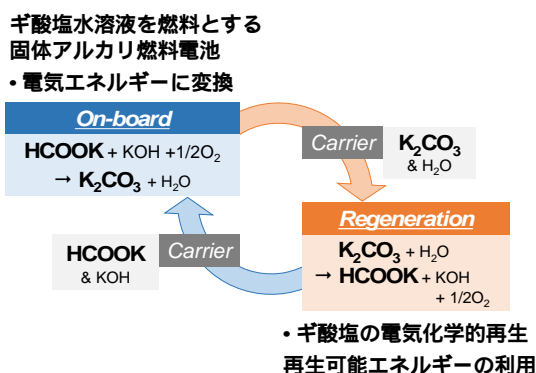 ギ酸塩水溶液を燃料とする
固体アルカリ燃料電池
• 電気エネルギーに変換
On-board
HCOOK + KOH +1/2O₂
→ K₂CO₃ + H₂O
Carrier
K₂CO₃
& H₂O
HCOOK
& KOH
Carrier
Regeneration
K₂CO₃ + H₂O
→ HCOOK + KOH
+ 1/2O₂
• ギ酸塩の電気化学的再生
再生可能エネルギーの利用